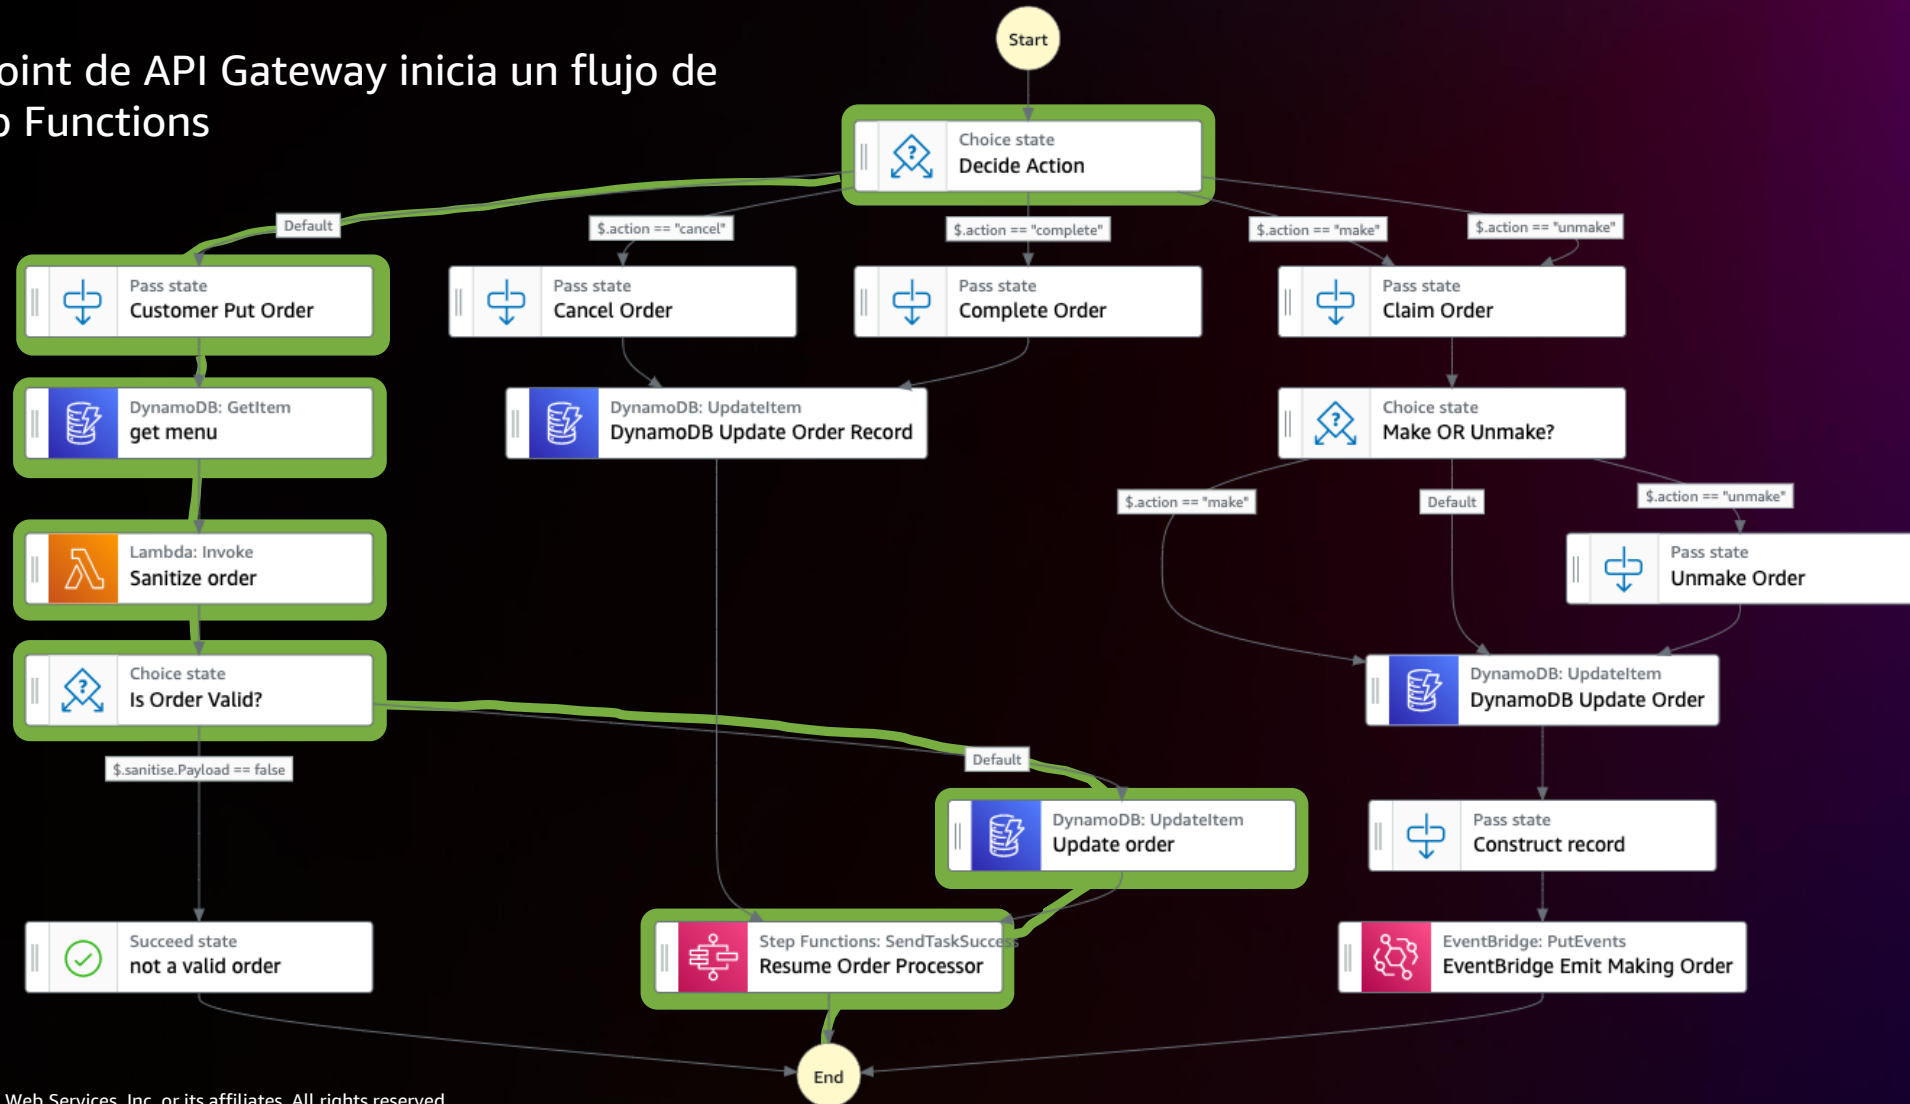 oint de API Gateway inicia un flujo de
Functions
Start
Choice state
Decide Action
Default
$.action == "cancel"
$.action == "complete"
$.action == "make"
$.action == "unmake"
Pass state
Customer Put Order
Pass state
Cancel Order
Pass state
Complete Order
Pass state
Claim Order
DynamoDB: GetItem
get menu
DynamoDB: UpdateItem
DynamoDB Update Order Record
Choice state
Make OR Unmake?
$.action == "make"
Default
$.action == "unmake"
Lambda: Invoke
Sanitize order
Pass state
Unmake Order
Choice state
Is Order Valid?
DynamoDB: UpdateItem
DynamoDB Update Order
$.sanitise.Payload == false
Default
DynamoDB: UpdateItem
Update order
Pass state
Construct record
Succeed state
not a valid order
Step Functions: SendTaskSuccess
Resume Order Processor
EventBridge: PutEvents
EventBridge Emit Making Order
End
Web Services, Inc. or its affiliates. All rights reserved